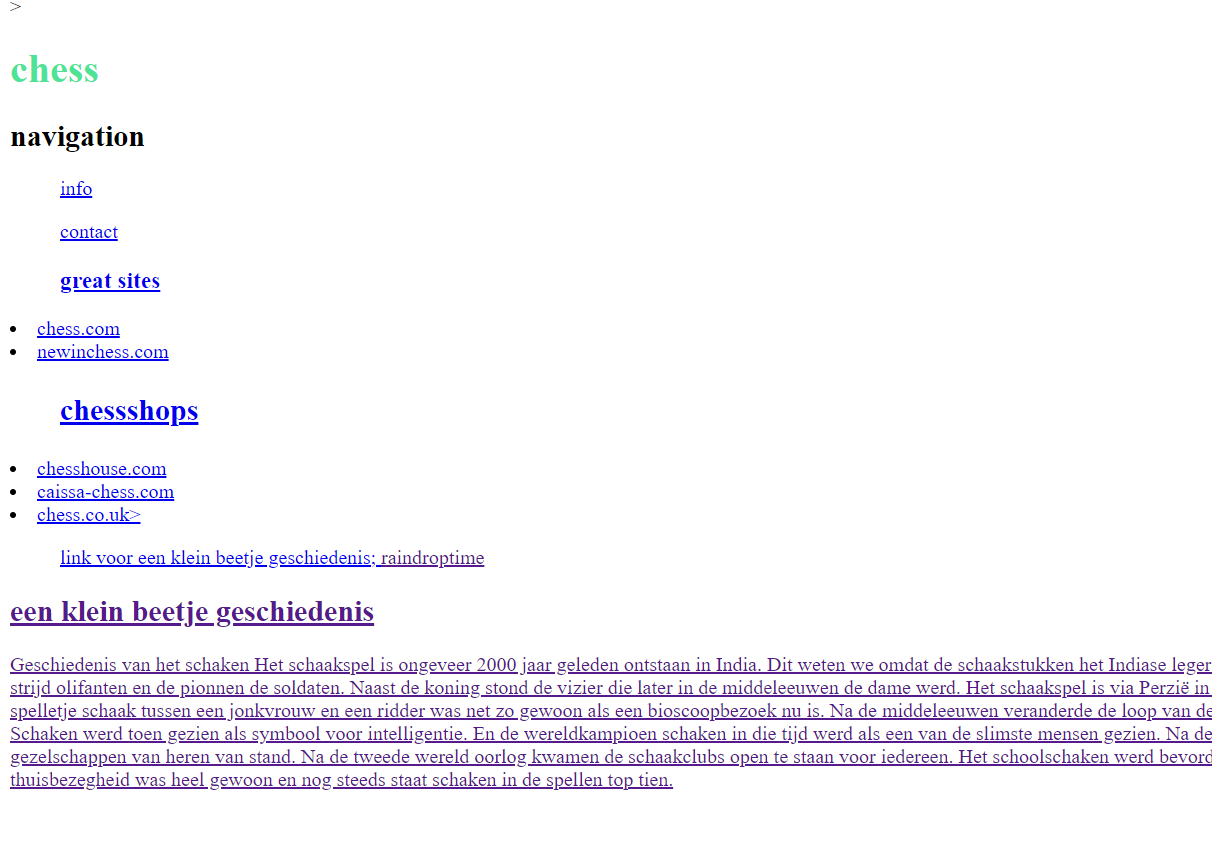 >
chess
navigation
info
contact
great sites
chess.com
newinchess.com
chessshops
chesshouse.com
caissa-chess.com
chess.co.uk>
link voor een klein beetje geschiedenis; raindroptime
een klein beetje geschiedenis
Geschiedenis van het schaken Het schaakspel is ongeveer 2000 jaar geleden ontstaan in India. Dit weten we omdat de schaakstukken het Indiase leger
strijd olifanten en de pionnen de soldaten. Naast de koning stond de vizier die later in de middeleeuwen de dame werd. Het schaakspel is via Perzië in
spelletje schaak tussen een jonkvrouw en een ridder was net zo gewoon als een bioscoopbezoek nu is. Na de middeleeuwen veranderde de loop van de
Schaken werd toen gezien als symbool voor intelligentie. En de wereldkampioen schaken in die tijd werd als een van de slimste mensen gezien. Na de
gezelschappen van heren van stand. Na de tweede wereld oorlog kwamen de schaakclubs open te staan voor iedereen. Het schoolschaken werd bevord
thuisbezegheid was heel gewoon en nog steeds staat schaken in de spellen top tien.